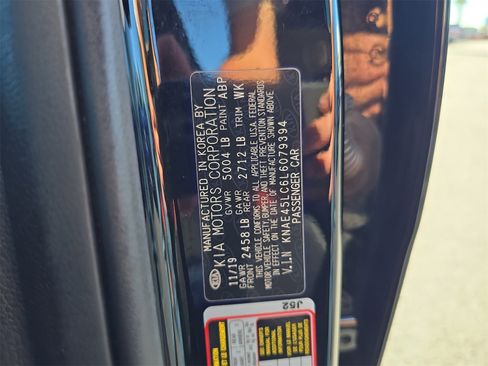 MANUFACTURED IN KOREA BY
KIA KIA MOTORS CORPORATION
11/19 GVWR 5004 LB PAINT ABP
GAWR FRONT 2458 LB GAWR REAR 2712 LB TRIM WK
THIS VEHICLE CONFORMS TO ALL APPLICABLE U.S.A. FEDERAL
MOTOR VEHICLE SAFETY, BUMPER, AND THEFT PREVENTION STANDARDS
IN EFFECT ON THE DATE OF MANUFACTURE SHOWN ABOVE
V.I.N KNAE45LC6L6079394
PASSENGER CAR
J52